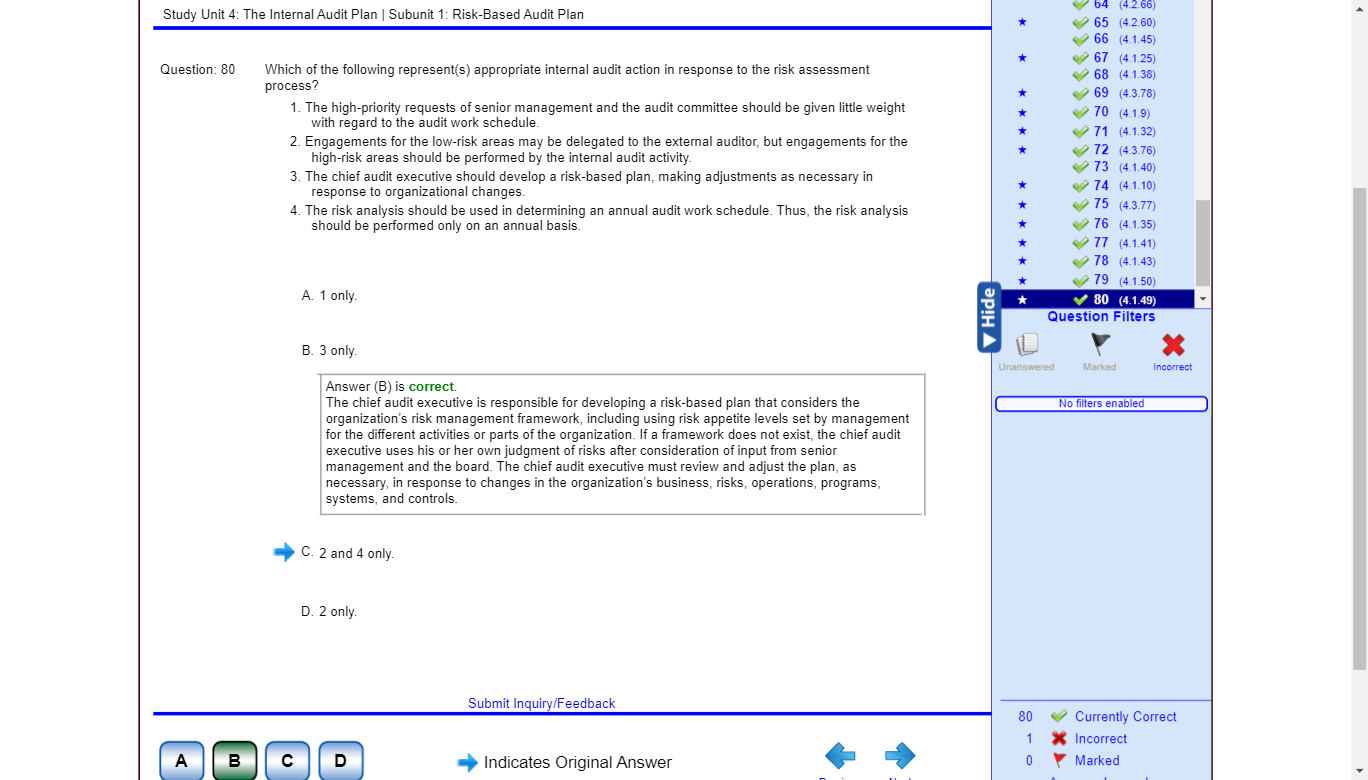 Study Unit 4: The Internal Audit Plan | Subunit 1: Risk-Based Audit Plan
Question: 80
Which of the following represent(s) appropriate internal audit action in response to the risk assessment
process?
1. The high-priority requests of senior management and the audit committee should be given little weight
with regard to the audit work schedule.
2. Engagements for the low-risk areas may be delegated to the external auditor, but engagements for the
high-risk areas should be performed by the internal audit activity.
3. The chief audit executive should develop a risk-based plan, making adjustments as necessary in
response to organizational changes.
4. The risk analysis should be used in determining an annual audit work schedule. Thus, the risk analysis
should be performed only on an annual basis.
A. 1 only.
B. 3 only.
Answer (B) is correct.
The chief audit executive is responsible for developing a risk-based plan that considers the
organization's risk management framework, including using risk appetite levels set by management
for the different activities or parts of the organization. If a framework does not exist, the chief audit
executive uses his or her own judgment of risks after consideration of input from senior
management and the board. The chief audit executive must review and adjust the plan, as
necessary, in response to changes in the organization's business, risks, operations, programs,
systems, and controls.
C. 2 and 4 only.
D. 2 only.
Submit Inquiry/Feedback
A B C D
Indicates Original Answer
64 (4.2.66)
65 (4.2.60)
66 (4.1.45)
67 (4.1.25)
68 (4.1.38)
69 (4.3.78)
70 (4.1.9)
71 (4.1.32)
72 (4.3.76)
73 (4.1.40)
74 (4.1.10)
75 (4.3.77)
76 (4.1.35)
77 (4.1.41)
78 (4.1.43)
79 (4.1.50)
80 (4.1.49)
Hide
Question Filters
Unanswered Marked Incorrect
No filters enabled
80 Currently Correct
1 Incorrect
0 Marked